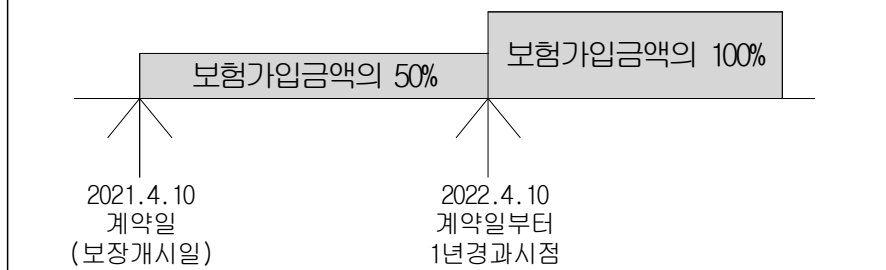 보험가입금액의 50%
보험가입금액의 100%
2021.4.10
계약일
(보장개시일)
2022.4.10
계약일부터
1년경과시점